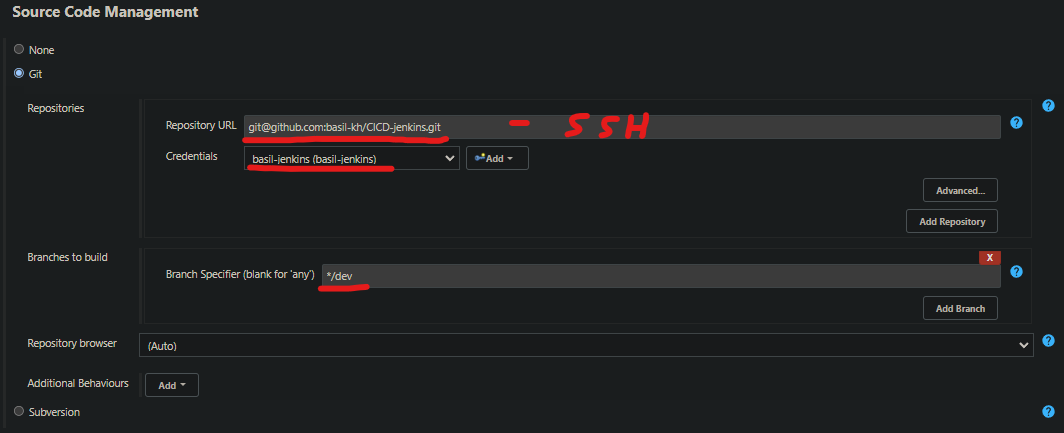 Source Code Management
None
Git
Repositories
Repository URL git@github.com:basil-kh/CICD-jenkins.git - SSH
Credentials basil-jenkins (basil-jenkins) Add
Advanced...
Add Repository
Branches to build
X
Branch Specifier (blank for 'any') */dev
Add Branch
Repository browser (Auto)
Additional Behaviours Add
Subversion